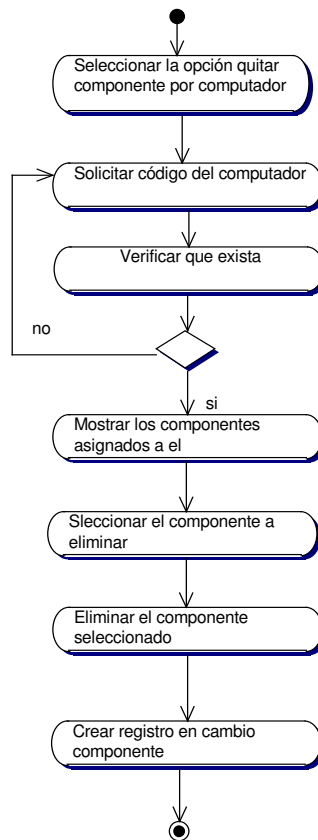 Seleccionar la opción quitar
componente por computador
Solicitar código del computador
Verificar que exista
no
si
Mostrar los componentes
asignados a el
Sleccionar el componente a
eliminar
Eliminar el componente
seleccionado
Crear registro en cambio
componente